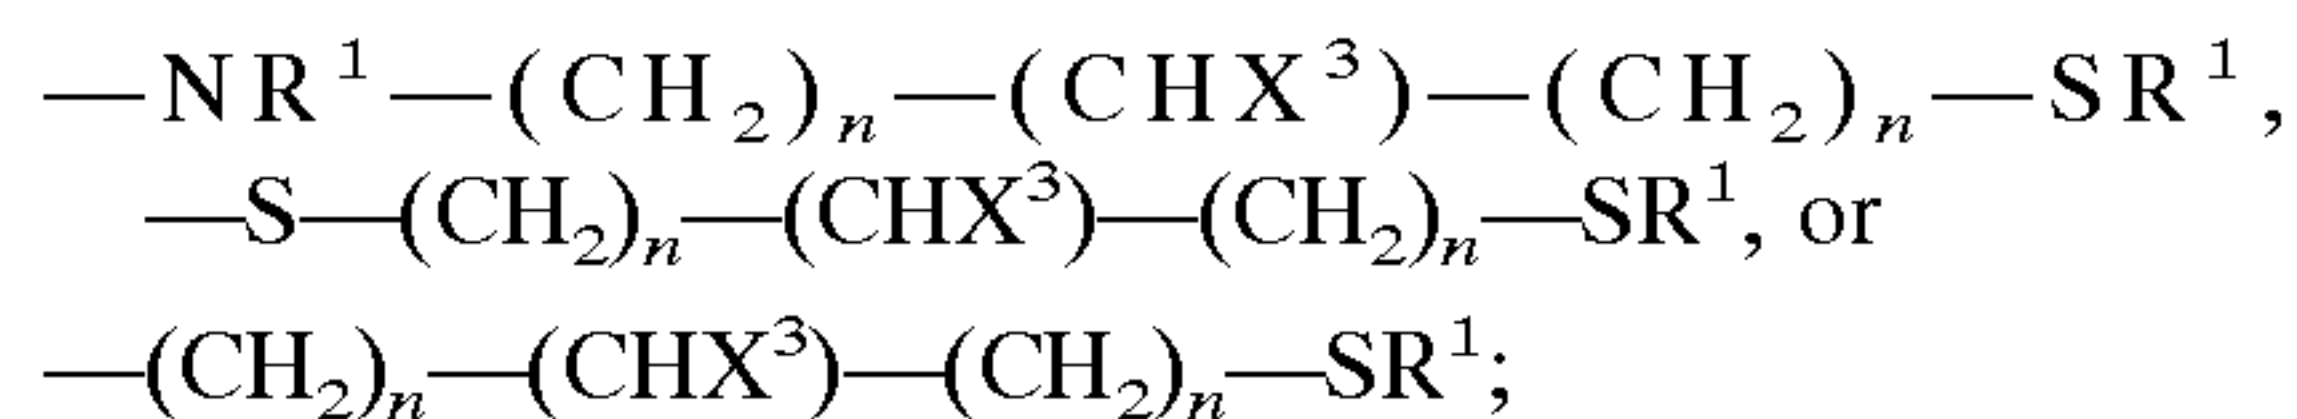 —NR¹—(CH₂)ₙ—(CHX³)—(CH₂)ₙ—SR¹,
—S—(CH₂)ₙ—(CHX³)—(CH₂)ₙ—SR¹, or
—(CH₂)ₙ—(CHX³)—(CH₂)ₙ—SR¹;